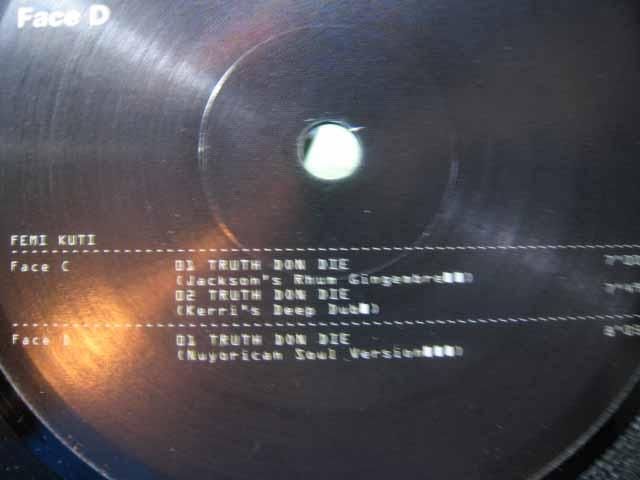 Face D
FEMI KUTI
Face C 01 TRUTH DON DIE
(Jackson's Rhum Gingembre■■)
02 TRUTH DON DIE
(Kerri's Deep Dub■)
Face D 01 TRUTH DON DIE
(Nuyorican Soul Version■■■)